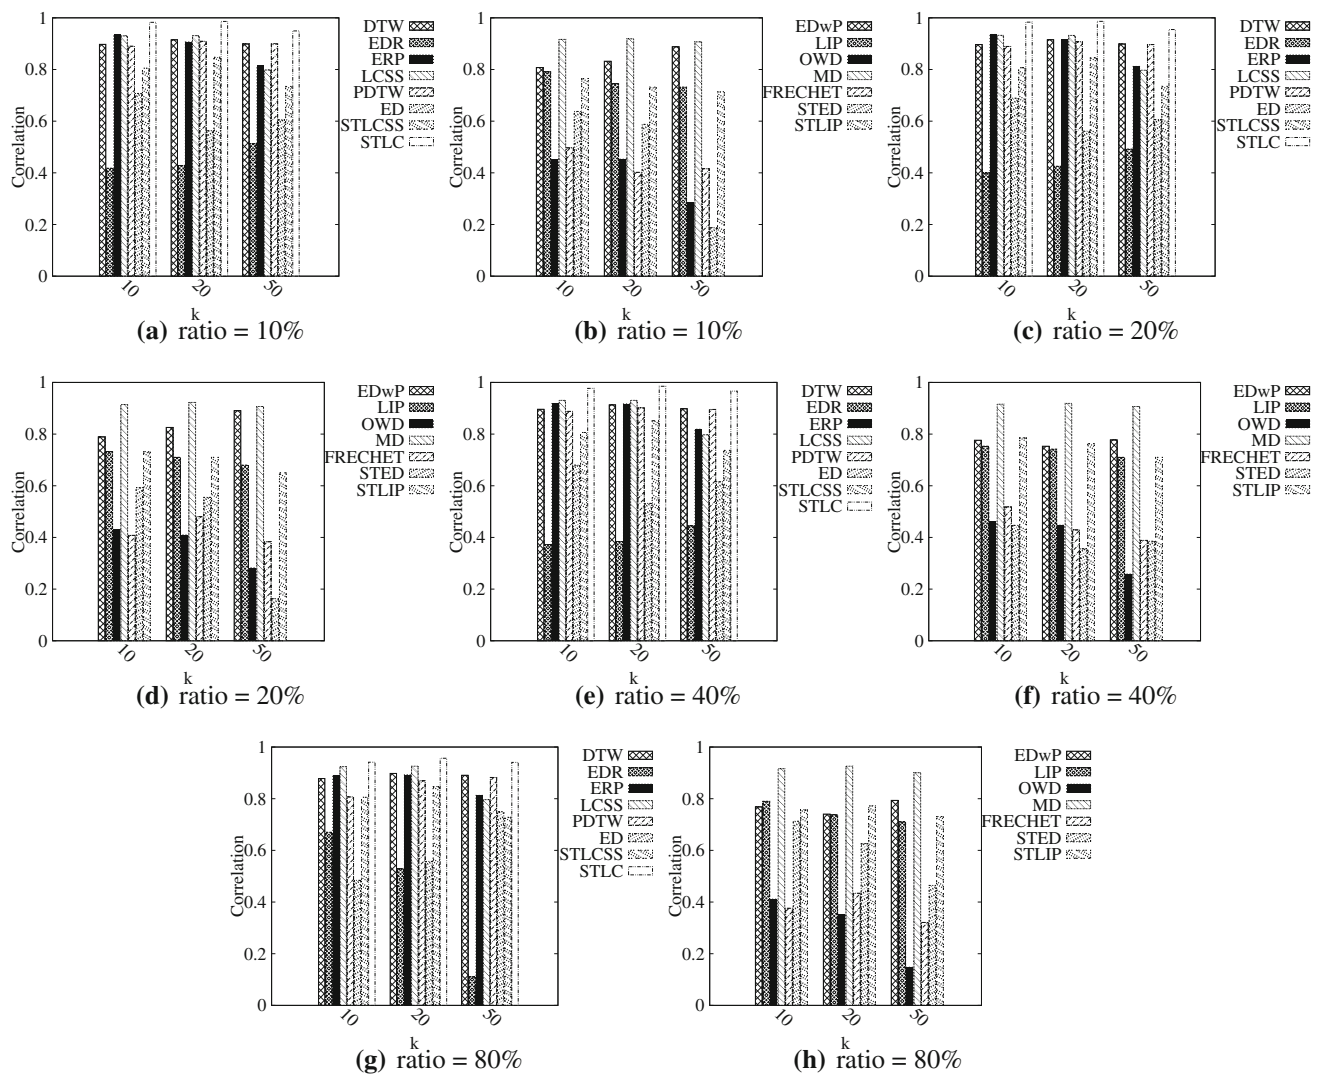 1
0.8
0.6
0.4
0.2
0
Correlation
10
20
50
k
DTW
EDR
ERP
LCSS
PDTW
ED
STLCSS
STLC
(a) ratio = 10%
1
0.8
0.6
0.4
0.2
0
Correlation
10
20
50
k
EDwP
LIP
OWD
MD
FRECHET
STED
STLIP
(b) ratio = 10%
1
0.8
0.6
0.4
0.2
0
Correlation
10
20
50
k
DTW
EDR
ERP
LCSS
PDTW
ED
STLCSS
STLC
(c) ratio = 20%
1
0.8
0.6
0.4
0.2
0
Correlation
10
20
50
k
EDwP
LIP
OWD
MD
FRECHET
STED
STLIP
(d) ratio = 20%
1
0.8
0.6
0.4
0.2
0
Correlation
10
20
50
k
DTW
EDR
ERP
LCSS
PDTW
ED
STLCSS
STLC
(e) ratio = 40%
1
0.8
0.6
0.4
0.2
0
Correlation
10
20
50
k
EDwP
LIP
OWD
MD
FRECHET
STED
STLIP
(f) ratio = 40%
1
0.8
0.6
0.4
0.2
0
Correlation
10
20
50
k
DTW
EDR
ERP
LCSS
PDTW
ED
STLCSS
STLC
(g) ratio = 80%
1
0.8
0.6
0.4
0.2
0
Correlation
10
20
50
k
EDwP
LIP
OWD
MD
FRECHET
STED
STLIP
(h) ratio = 80%